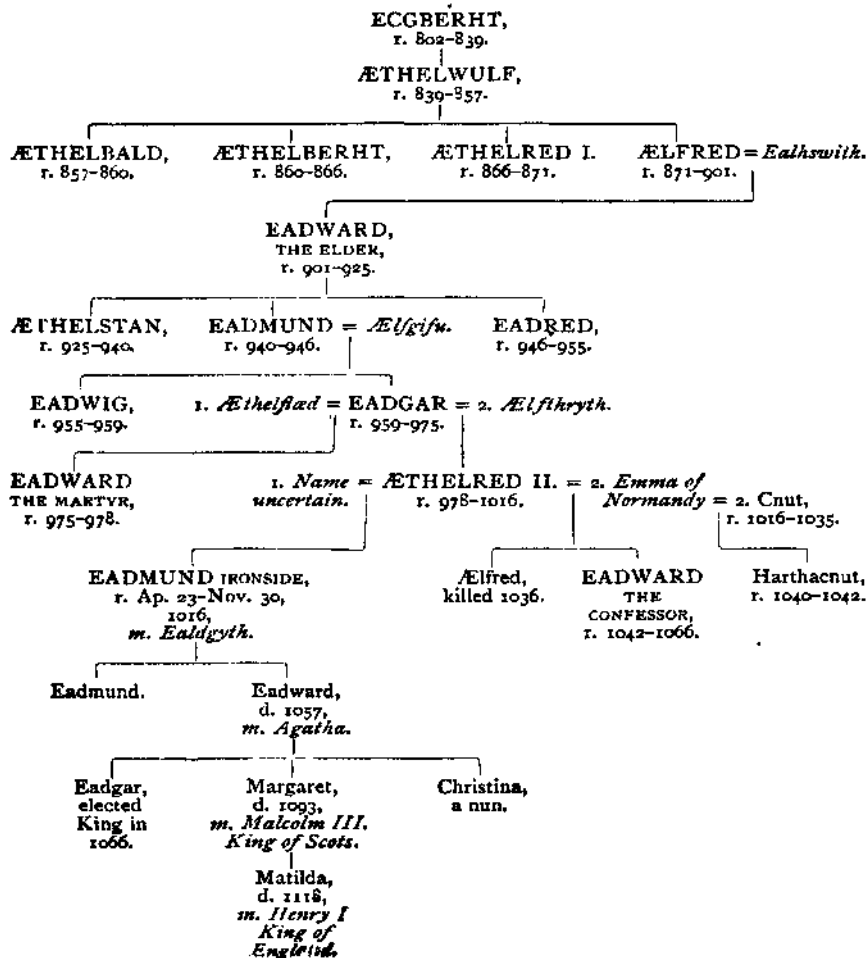 ECGBERHT,
r. 802–839.
ÆTHELWULF,
r. 839–857.
ÆTHELBALD, ÆTHELBERHT, ÆTHELRED I. ÆLFRED = Ealhswith.
r. 857–860. r. 860–866. r. 866–871. r. 871–901.
EADWARD,
THE ELDER,
r. 901–925.
ÆTHELSTAN, EADMUND = Ælfgifu. EADRED,
r. 925–940. r. 940–946. r. 946–955.
EADWIG, 1. Æthelflæd = EADGAR = 2. Ælfthryth.
r. 955–959. r. 959–975.
EADWARD 1. Name = ÆTHELRED II. = 2. Emma of
THE MARTYR, uncertain. r. 978–1016. Normandy = 2. Cnut,
r. 975–978. r. 1016–1035.
EADMUND IRONSIDE, Ælfred, EADWARD Harthacnut,
r. Ap. 23–Nov. 30, killed 1036. THE r. 1040–1042.
1016, CONFESSOR,
m. Ealdgyth. r. 1042–1066.
Eadmund. Eadward,
d. 1057,
m. Agatha.
Eadgar, Margaret, Christina,
elected d. 1093, a nun.
King in m. Malcolm III.
1066. King of Scots.
Matilda,
d. 1118,
m. Henry I
King of
England.